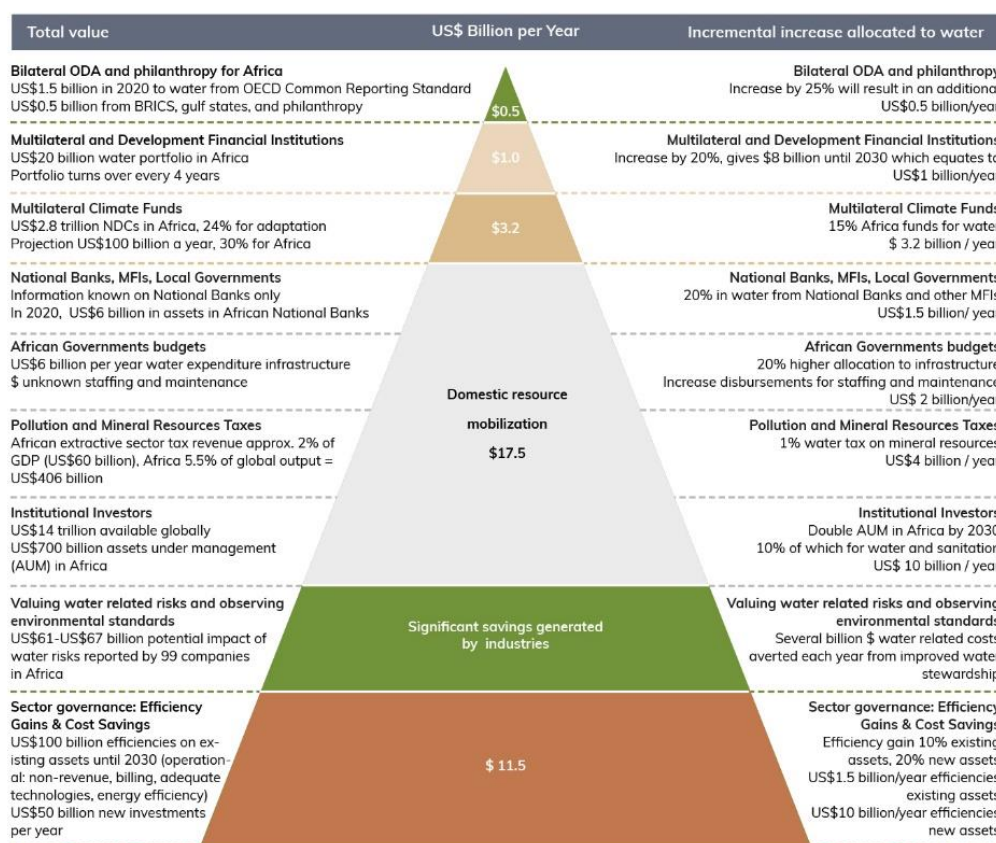 Total value
US$ Billion per Year
Incremental increase allocated to water
Bilateral ODA and philanthropy for Africa
US$1.5 billion in 2020 to water from OECD Common Reporting Standard
US$0.5 billion from BRICS, gulf states, and philanthropy
$0.5
Bilateral ODA and philanthropy
Increase by 25% will result in an additional
US$0.5 billion/year
Multilateral and Development Financial Institutions
US$20 billion water portfolio in Africa
Portfolio turns over every 4 years
$1.0
Multilateral and Development Financial Institutions
Increase by 20%, gives $8 billion until 2030 which equates to
US$1 billion/year
Multilateral Climate Funds
US$2.8 trillion NDCs in Africa, 24% for adaptation
Projection US$100 billion a year, 30% for Africa
$3.2
Multilateral Climate Funds
15% Africa funds for water
$ 3.2 billion / year
National Banks, MFIs, Local Governments
Information known on National Banks only
In 2020, US$6 billion in assets in African National Banks
National Banks, MFIs, Local Governments
20% in water from National Banks and other MFIs
US$1.5 billion/ year
African Governments budgets
US$6 billion per year water expenditure infrastructure
$ unknown staffing and maintenance
African Governments budgets
20% higher allocation to infrastructure
Increase disbursements for staffing and maintenance
US$ 2 billion/year
Domestic resource
mobilization
$17.5
Pollution and Mineral Resources Taxes
African extractive sector tax revenue approx. 2% of
GDP (US$60 billion), Africa 5.5% of global output =
US$406 billion
Pollution and Mineral Resources Taxes
1% water tax on mineral resources
US$4 billion / year
Institutional Investors
US$14 trillion available globally
US$700 billion assets under management
(AUM) in Africa
Institutional Investors
Double AUM in Africa by 2030
10% of which for water and sanitation
US$ 10 billion / year
Valuing water related risks and observing
environmental standards
US$61-US$67 billion potential impact of
water risks reported by 99 companies
in Africa
Significant savings generated
by industries
Valuing water related risks and observing
environmental standards
Several billion $ water related costs
averted each year from improved water
stewardship
Sector governance: Efficiency
Gains & Cost Savings
US$100 billion efficiencies on ex-
isting assets until 2030 (operation-
al: non-revenue, billing, adequate
technologies, energy efficiency)
US$50 billion new investments
per year
$ 11.5
Sector governance: Efficiency
Gains & Cost Savings
Efficiency gain 10% existing
assets, 20% new assets
US$1.5 billion/year efficiencies
existing assets
US$10 billion/year efficiencies
new assets